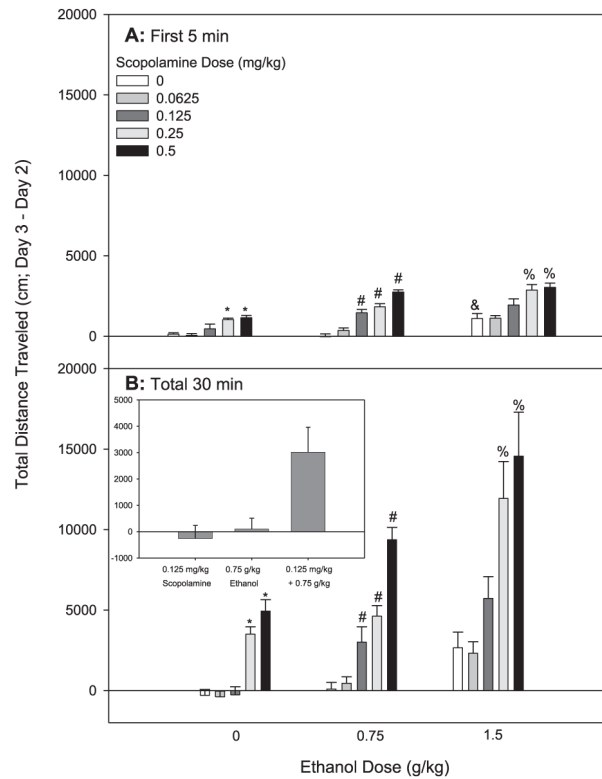 A: First 5 min
Scopolamine Dose (mg/kg)
0
0.0625
0.125
0.25
0.5
20000
15000
10000
5000
0
* *
# # #
& % %
Total Distance Traveled (cm; Day 3 - Day 2)
B: Total 30 min
20000
15000
10000
5000
0
5000
4000
3000
2000
1000
0
-1000
0.125 mg/kg
Scopolamine
0.75 g/kg
Ethanol
0.125 mg/kg
+ 0.75 g/kg
* *
# # #
% %
0 0.75 1.5
Ethanol Dose (g/kg)